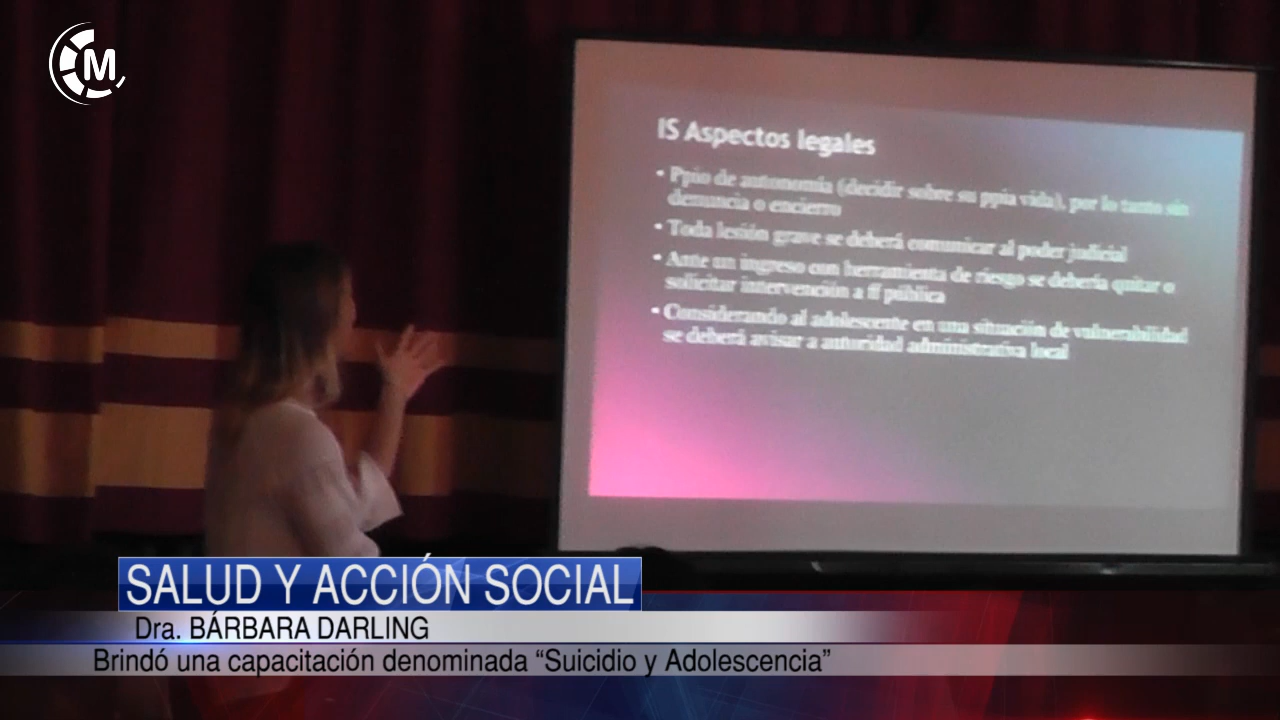 M
IS Aspectos legales
• Ppio de autonomía (decidir sobre su ppia vida), por lo tanto sin
denuncia o encierro
• Toda lesión grave se deberá comunicar al poder judicial
• Ante un ingreso con herramienta de riesgo se debería quitar o
solicitar intervención a ff pública
• Considerando al adolescente en una situación de vulnerabilidad
se deberá avisar a autoridad administrativa local
SALUD Y ACCIÓN SOCIAL
Dra. BÁRBARA DARLING
Brindó una capacitación denominada “Suicidio y Adolescencia”